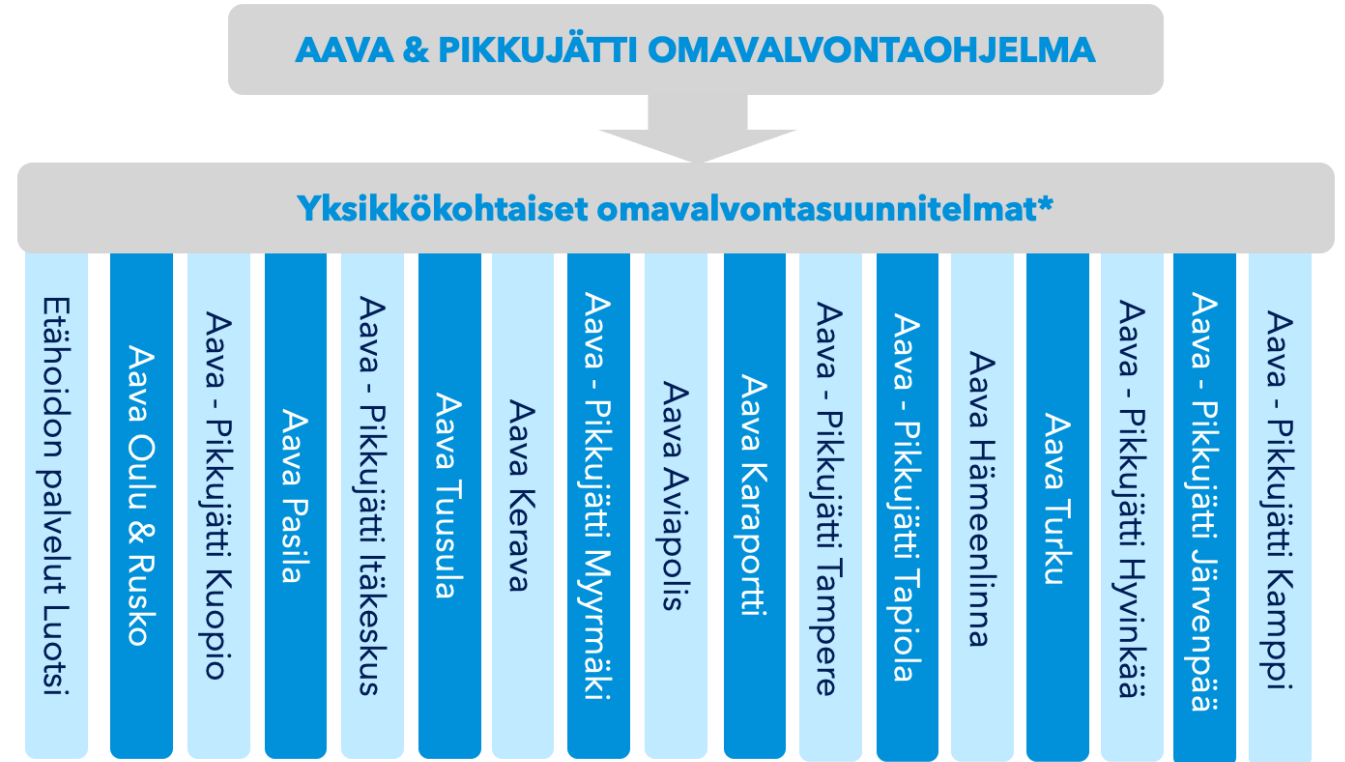 AAVA & PIKKUJÄTTI OMAVALVONTAOHJELMA
Yksikkökohtaiset omavalvontasuunnitelmat*
Etähoidon palvelut Luotsi
Aava Oulu & Rusko
Aava - Pikkujätti Kuopio
Aava Pasila
Aava - Pikkujätti Itäkeskus
Aava Tuusula
Aava Kerava
Aava - Pikkujätti Myyrmäki
Aava Aviapolis
Aava Karaportti
Aava - Pikkujätti Tampere
Aava - Pikkujätti Tapiola
Aava Hämeenlinna
Aava Turku
Aava - Pikkujätti Hyvinkää
Aava - Pikkujätti Järvenpää
Aava - Pikkujätti Kamppi